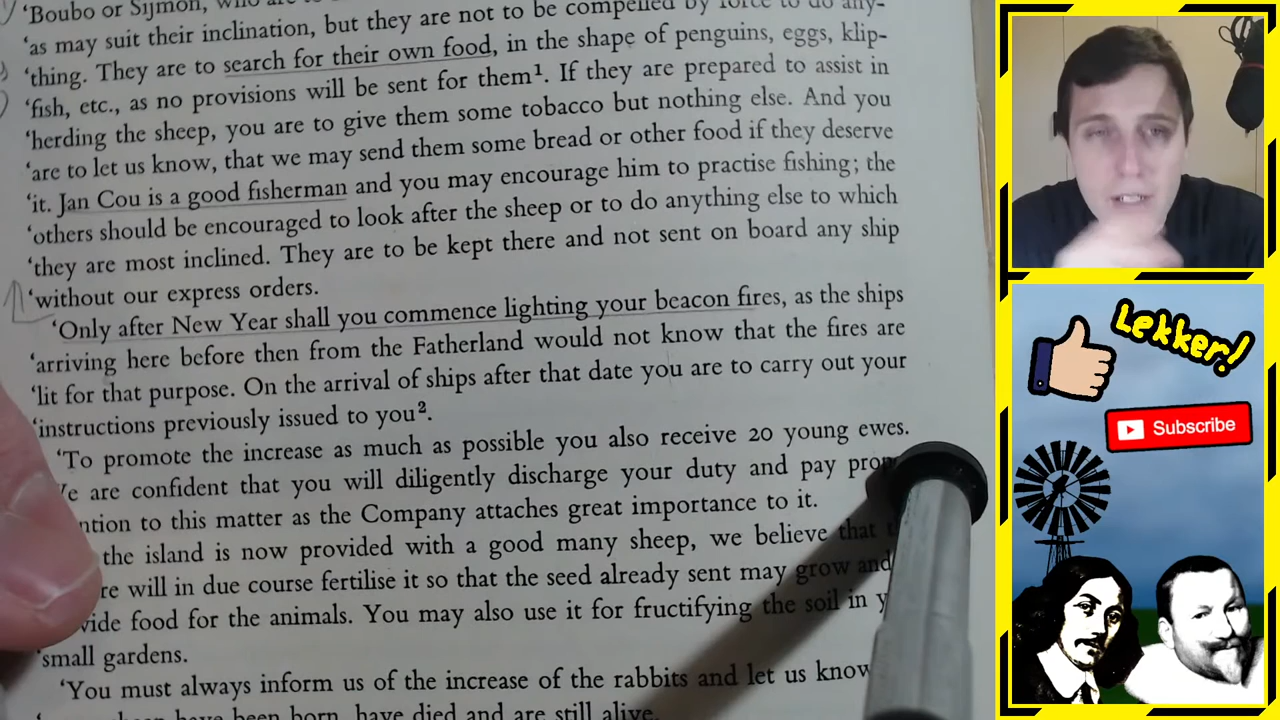 'Boubo or Sijmon, who are
'as may suit their inclination, but they are not to be compelled by force to do any-
'thing. They are to search for their own food, in the shape of penguins, eggs, klip-
'fish, etc., as no provisions will be sent for them¹. If they are prepared to assist in
'herding the sheep, you are to give them some tobacco but nothing else. And you
'are to let us know, that we may send them some bread or other food if they deserve
'it. Jan Cou is a good fisherman and you may encourage him to practise fishing; the
'others should be encouraged to look after the sheep or to do anything else to which
'they are most inclined. They are to be kept there and not sent on board any ship
'without our express orders.
'Only after New Year shall you commence lighting your beacon fires, as the ships
'arriving here before then from the Fatherland would not know that the fires are
'lit for that purpose. On the arrival of ships after that date you are to carry out your
'instructions previously issued to you².
'To promote the increase as much as possible you also receive 20 young ewes.
are confident that you will diligently discharge your duty and pay
to this matter as the Company attaches great importance to it.
the island is now provided with a good many sheep, we believe that
will in due course fertilise it so that the seed already sent may grow and
food for the animals. You may also use it for fructifying the soil in
'small gardens.
'You must always inform us of the increase of the rabbits and let us know
have been born, have died and are still alive.
Lekker!
Subscribe